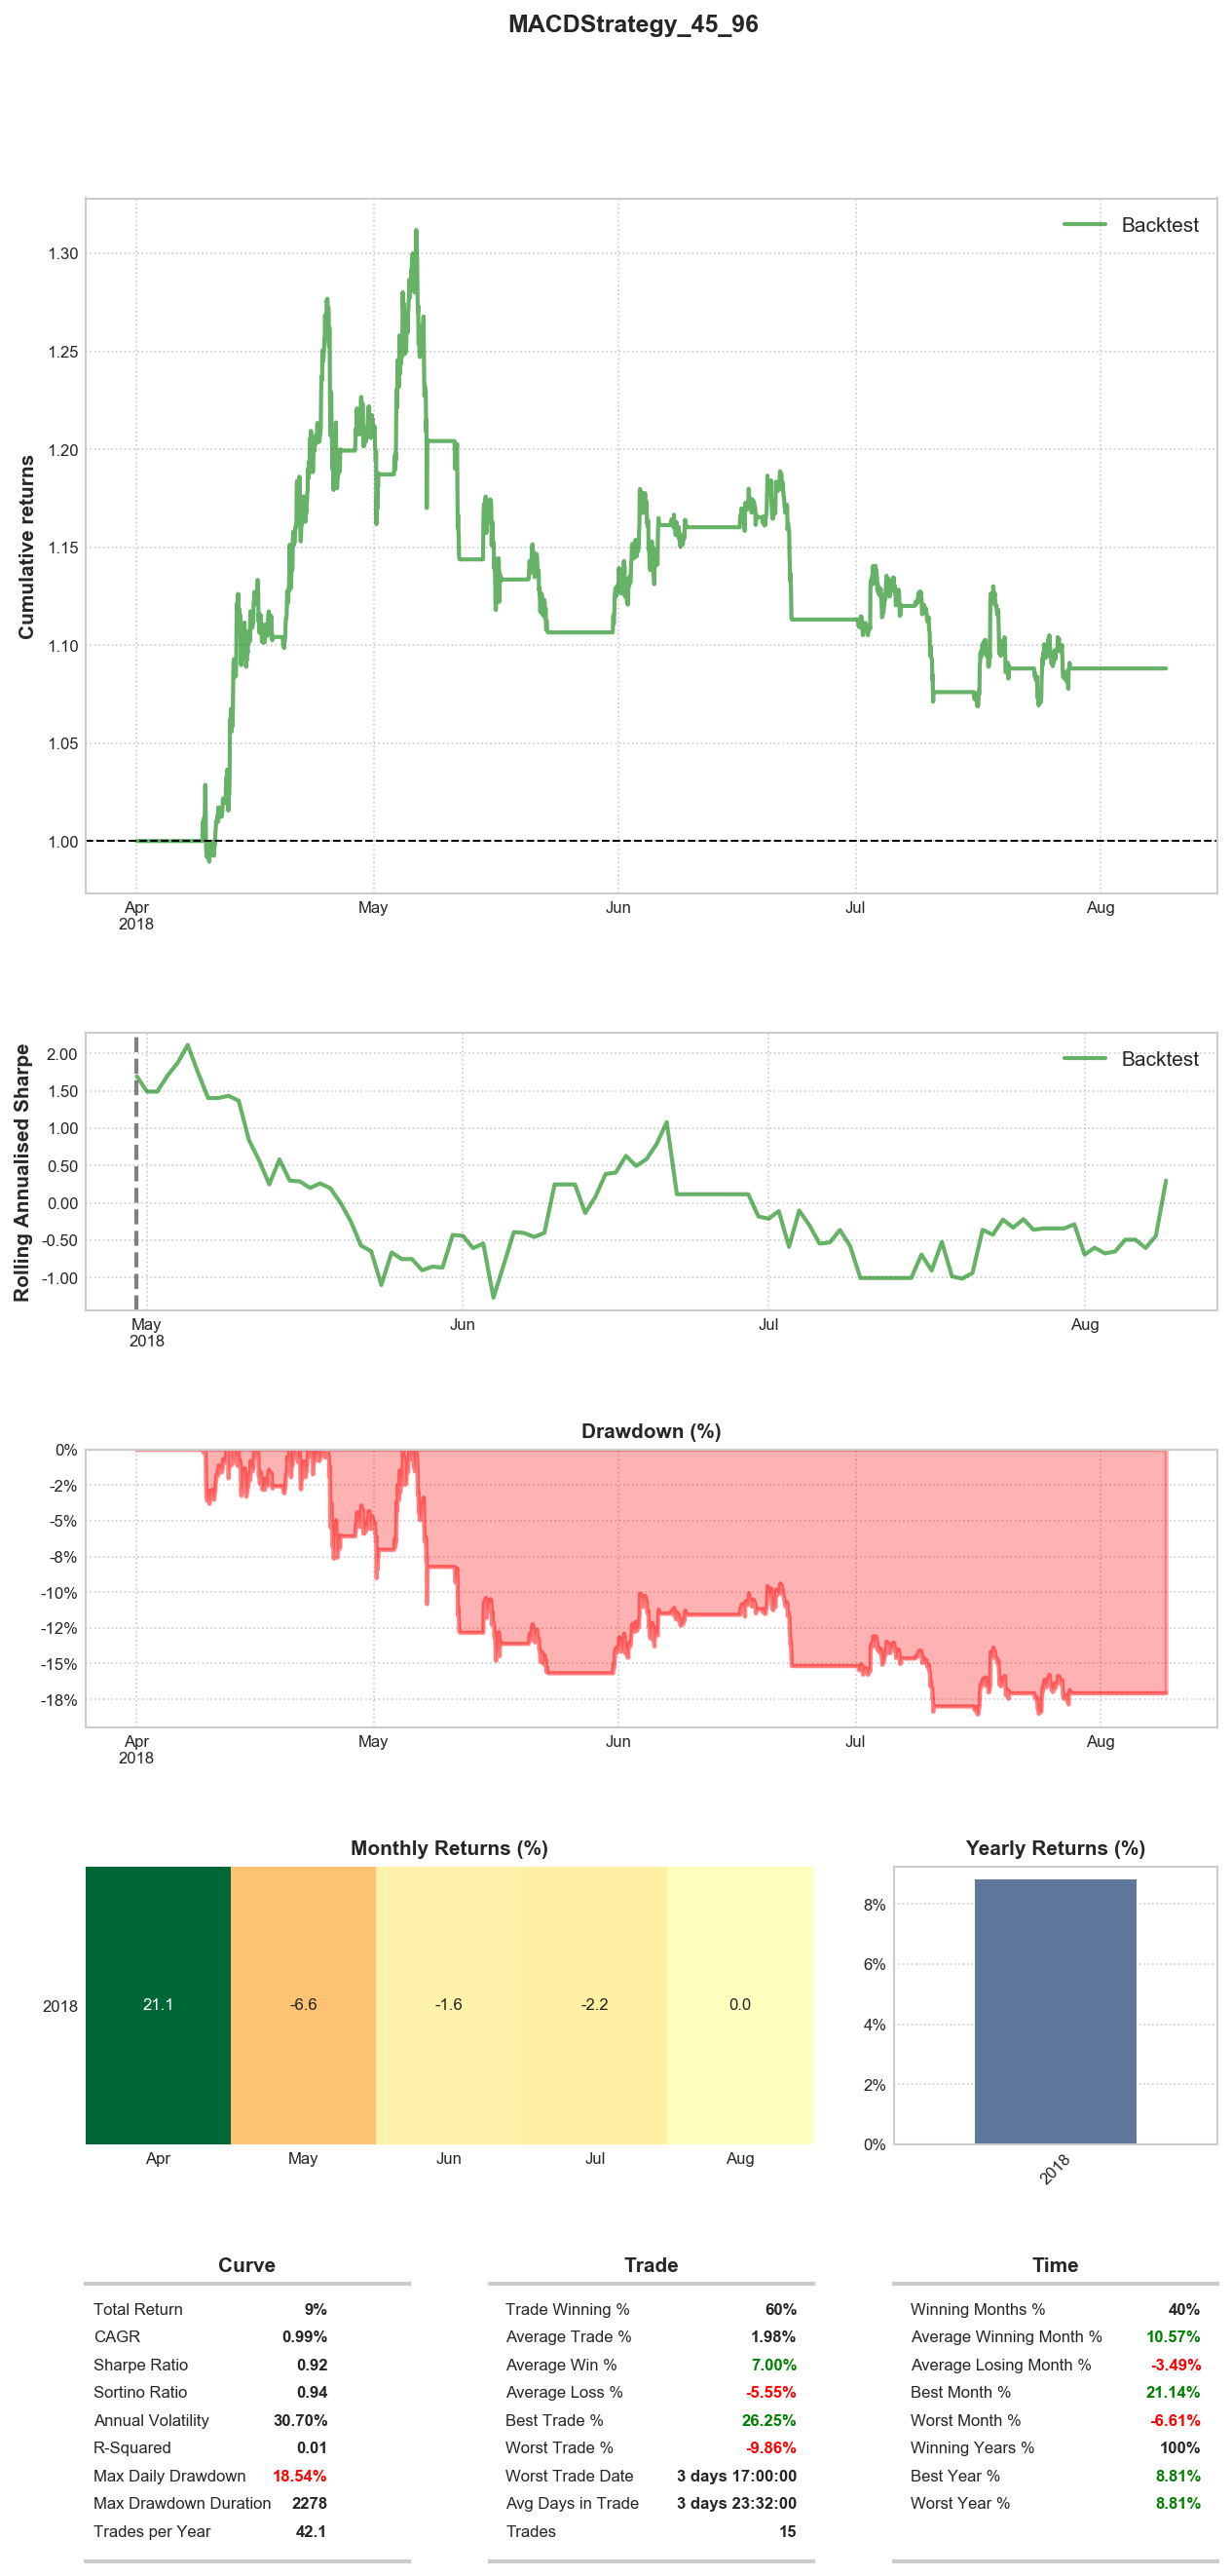 MACDStrategy_45_96
Backtest
Cumulative returns
1.30
1.25
1.20
1.15
1.10
1.05
1.00
Apr May Jun Jul Aug
2018
Backtest
Rolling Annualised Sharpe
2.00
1.50
1.00
0.50
0.00
-0.50
-1.00
May Jun Jul Aug
2018
Drawdown (%)
0%
-2%
-5%
-8%
-10%
-12%
-15%
-18%
Apr May Jun Jul Aug
2018
Monthly Returns (%)
2018 21.1 -6.6 -1.6 -2.2 0.0
Apr May Jun Jul Aug
Yearly Returns (%)
8%
6%
4%
2%
0%
2018
Curve
Total Return 9%
CAGR 0.99%
Sharpe Ratio 0.92
Sortino Ratio 0.94
Annual Volatility 30.70%
R-Squared 0.01
Max Daily Drawdown 18.54%
Max Drawdown Duration 2278
Trades per Year 42.1
Trade
Trade Winning % 60%
Average Trade % 1.98%
Average Win % 7.00%
Average Loss % -5.55%
Best Trade % 26.25%
Worst Trade % -9.86%
Worst Trade Date 3 days 17:00:00
Avg Days in Trade 3 days 23:32:00
Trades 15
Time
Winning Months % 40%
Average Winning Month % 10.57%
Average Losing Month % -3.49%
Best Month % 21.14%
Worst Month % -6.61%
Winning Years % 100%
Best Year % 8.81%
Worst Year % 8.81%